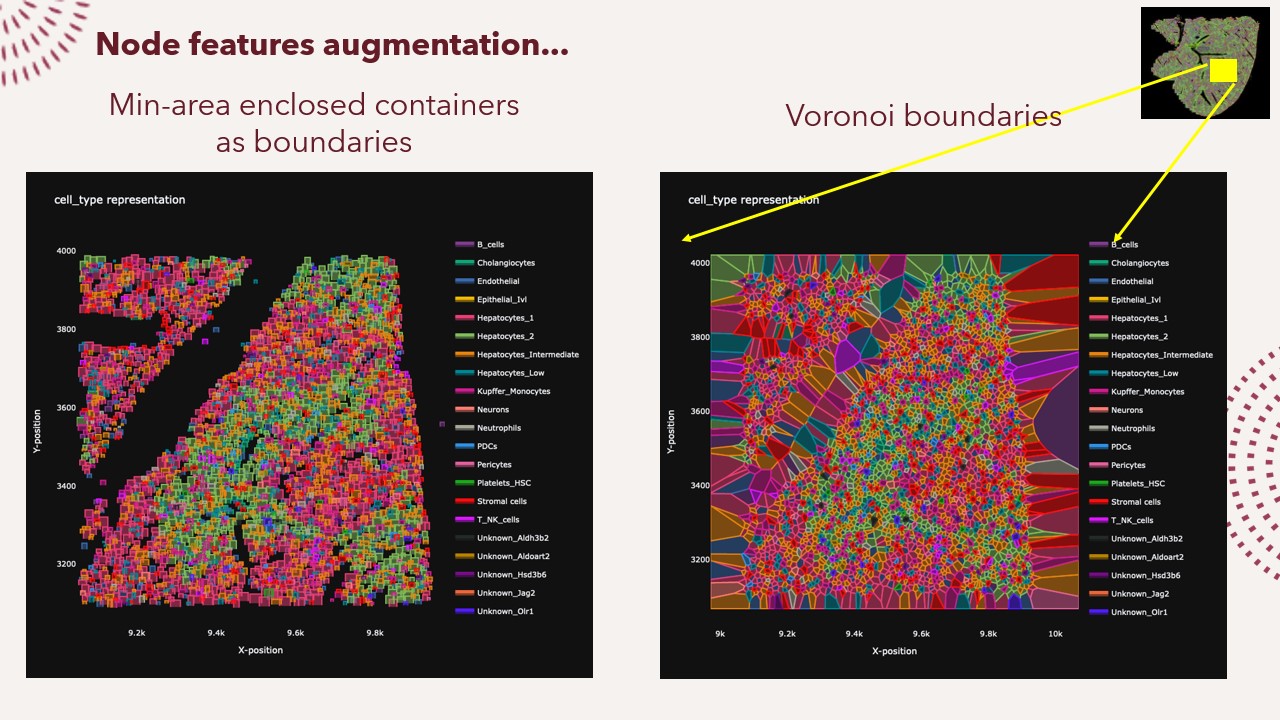 Node features augmentation...
Min-area enclosed containers
as boundaries
Voronoi boundaries
cell_type representation
4000
3800
3600
3400
3200
Y-position
9.2k
9.4k
9.6k
9.8k
X-position
B_cells
Cholangiocytes
Endothelial
Epithelial_Ivl
Hepatocytes_1
Hepatocytes_2
Hepatocytes_Intermediate
Hepatocytes_Low
Kupffer_Monocytes
Neurons
Neutrophils
PDCs
Pericytes
Platelets_HSC
Stromal cells
T_NK_cells
Unknown_Aldh3b2
Unknown_Aldoart2
Unknown_Hsd3b6
Unknown_Jag2
Unknown_Olr1
cell_type representation
4000
3800
3600
3400
3200
Y-position
9k
9.2k
9.4k
9.6k
9.8k
10k
X-position
B_cells
Cholangiocytes
Endothelial
Epithelial_Ivl
Hepatocytes_1
Hepatocytes_2
Hepatocytes_Intermediate
Hepatocytes_Low
Kupffer_Monocytes
Neurons
Neutrophils
PDCs
Pericytes
Platelets_HSC
Stromal cells
T_NK_cells
Unknown_Aldh3b2
Unknown_Aldoart2
Unknown_Hsd3b6
Unknown_Jag2
Unknown_Olr1